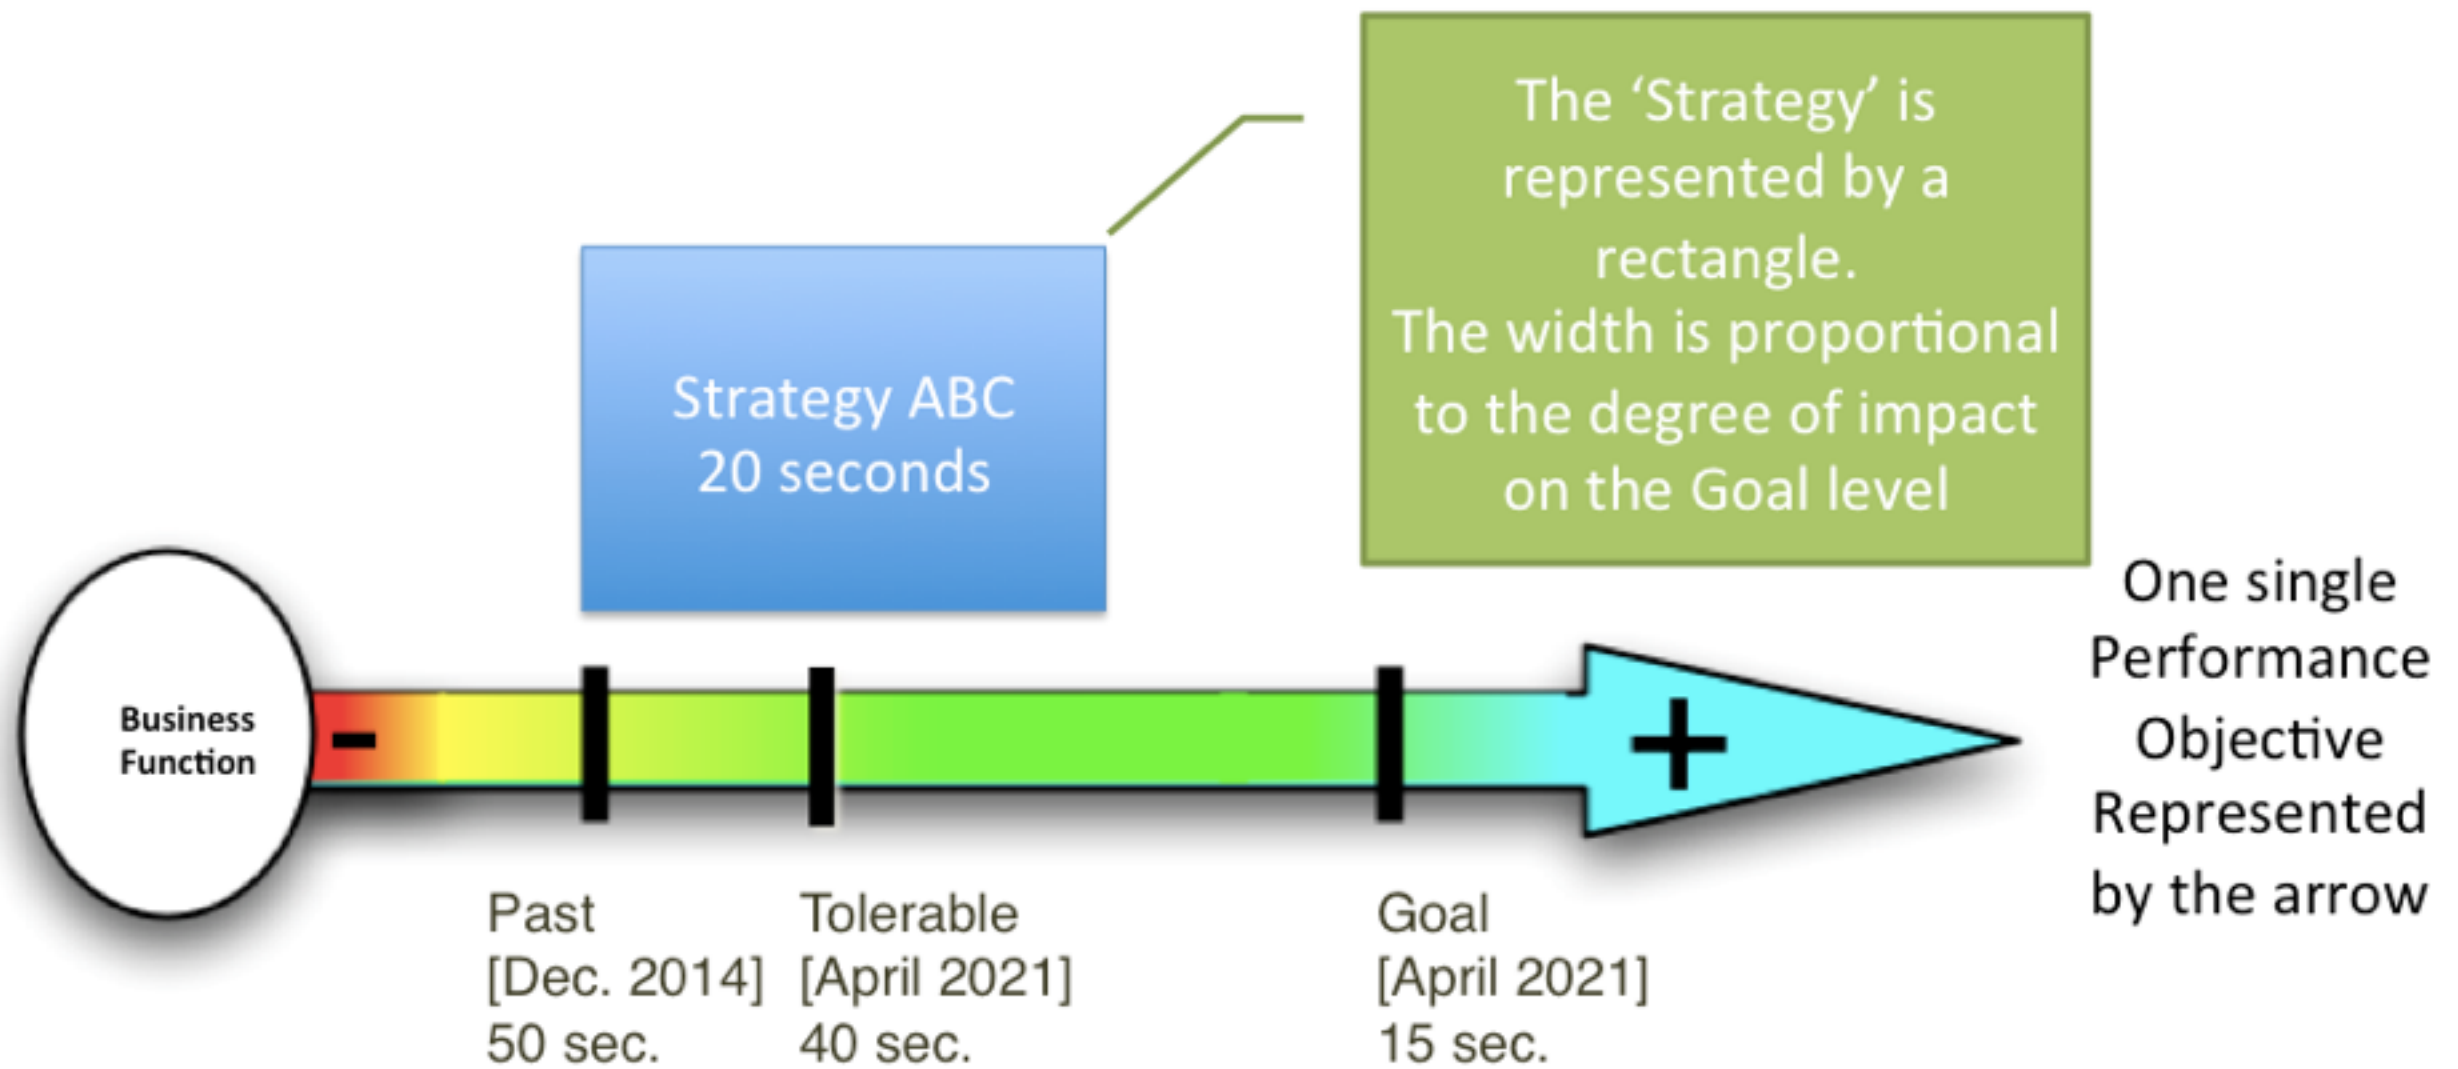 The ‘Strategy’ is
represented by a
rectangle.
The width is proportional
to the degree of impact
on the Goal level
Strategy ABC
20 seconds
Business
Function
-
+
One single
Performance
Objective
Represented
by the arrow
Past
[Dec. 2014]
50 sec.
Tolerable
[April 2021]
40 sec.
Goal
[April 2021]
15 sec.